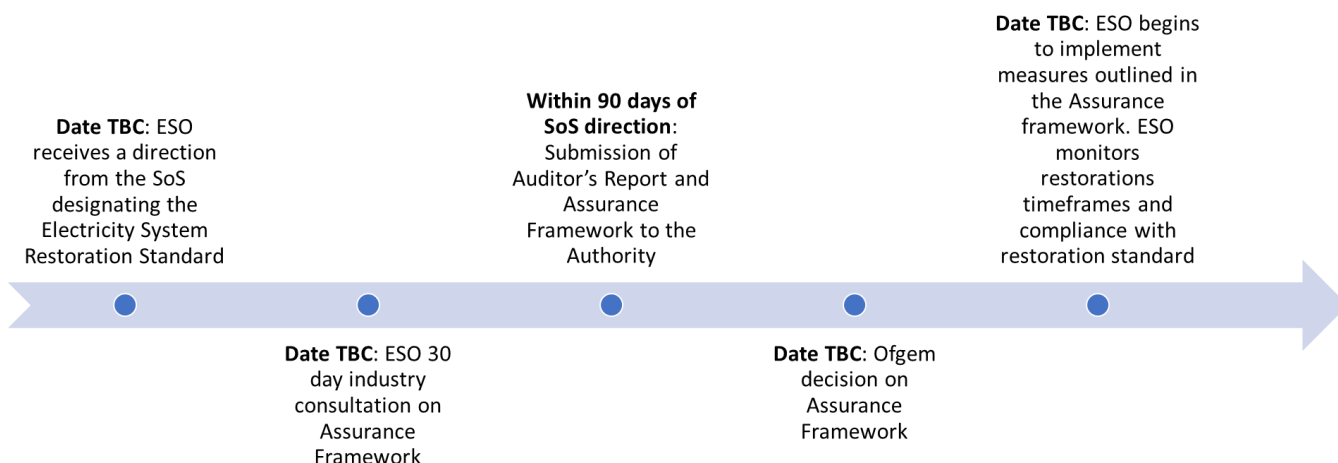 Date TBC: ESO
receives a direction
from the SoS
designating the
Electricity System
Restoration Standard
Date TBC: ESO 30
day industry
consultation on
Assurance
Framework
Within 90 days of
SoS direction:
Submission of
Auditor’s Report and
Assurance
Framework to the
Authority
Date TBC: Ofgem
decision on
Assurance
Framework
Date TBC: ESO begins
to implement
measures outlined in
the Assurance
framework. ESO
monitors
restorations
timeframes and
compliance with
restoration standard